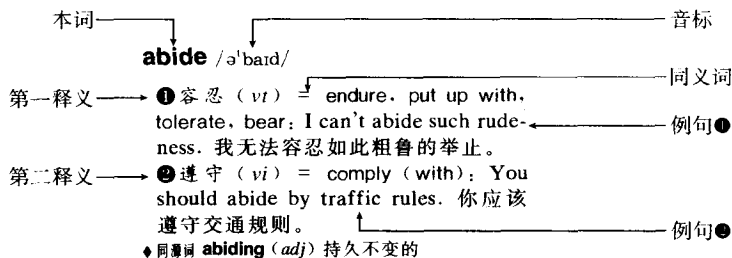 本词
音标
abide /ə'baɪd/
同义词
第一释义
❶容忍（vt）= endure, put up with,
tolerate, bear: I can't abide such rude-
例句❶
ness. 我无法容忍如此粗鲁的举止。
第二释义
❷遵守（vi）= comply (with): You
should abide by traffic rules. 你应该
遵守交通规则。
例句❷
♦同源词 abiding（adj）持久不变的